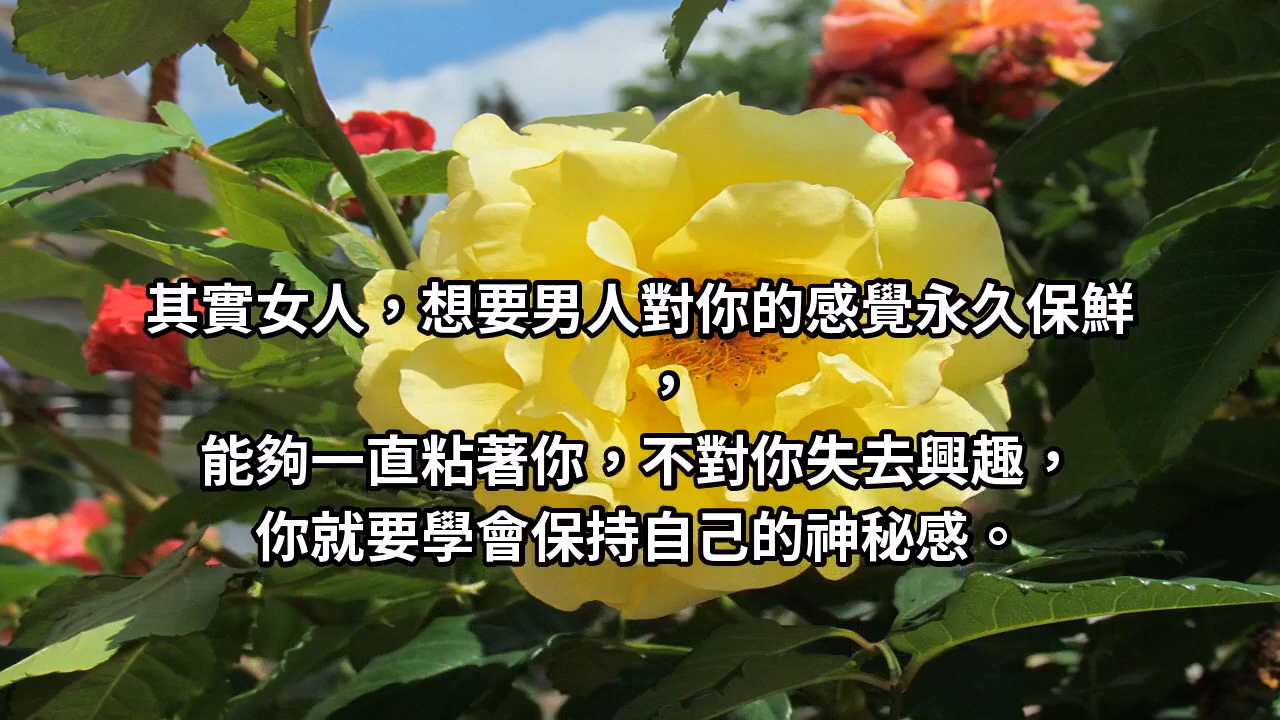 其實女人，想要男人對你的感覺永久保鮮
，
能夠一直粘著你，不對你失去興趣，
你就要學會保持自己的神秘感。